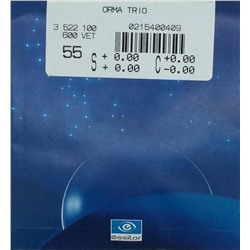 ORMA TRIO
3 522 100 0215400409
600 VET
55 S + 0.00 C +0.00
S + 0.00 C -0.00
essilor